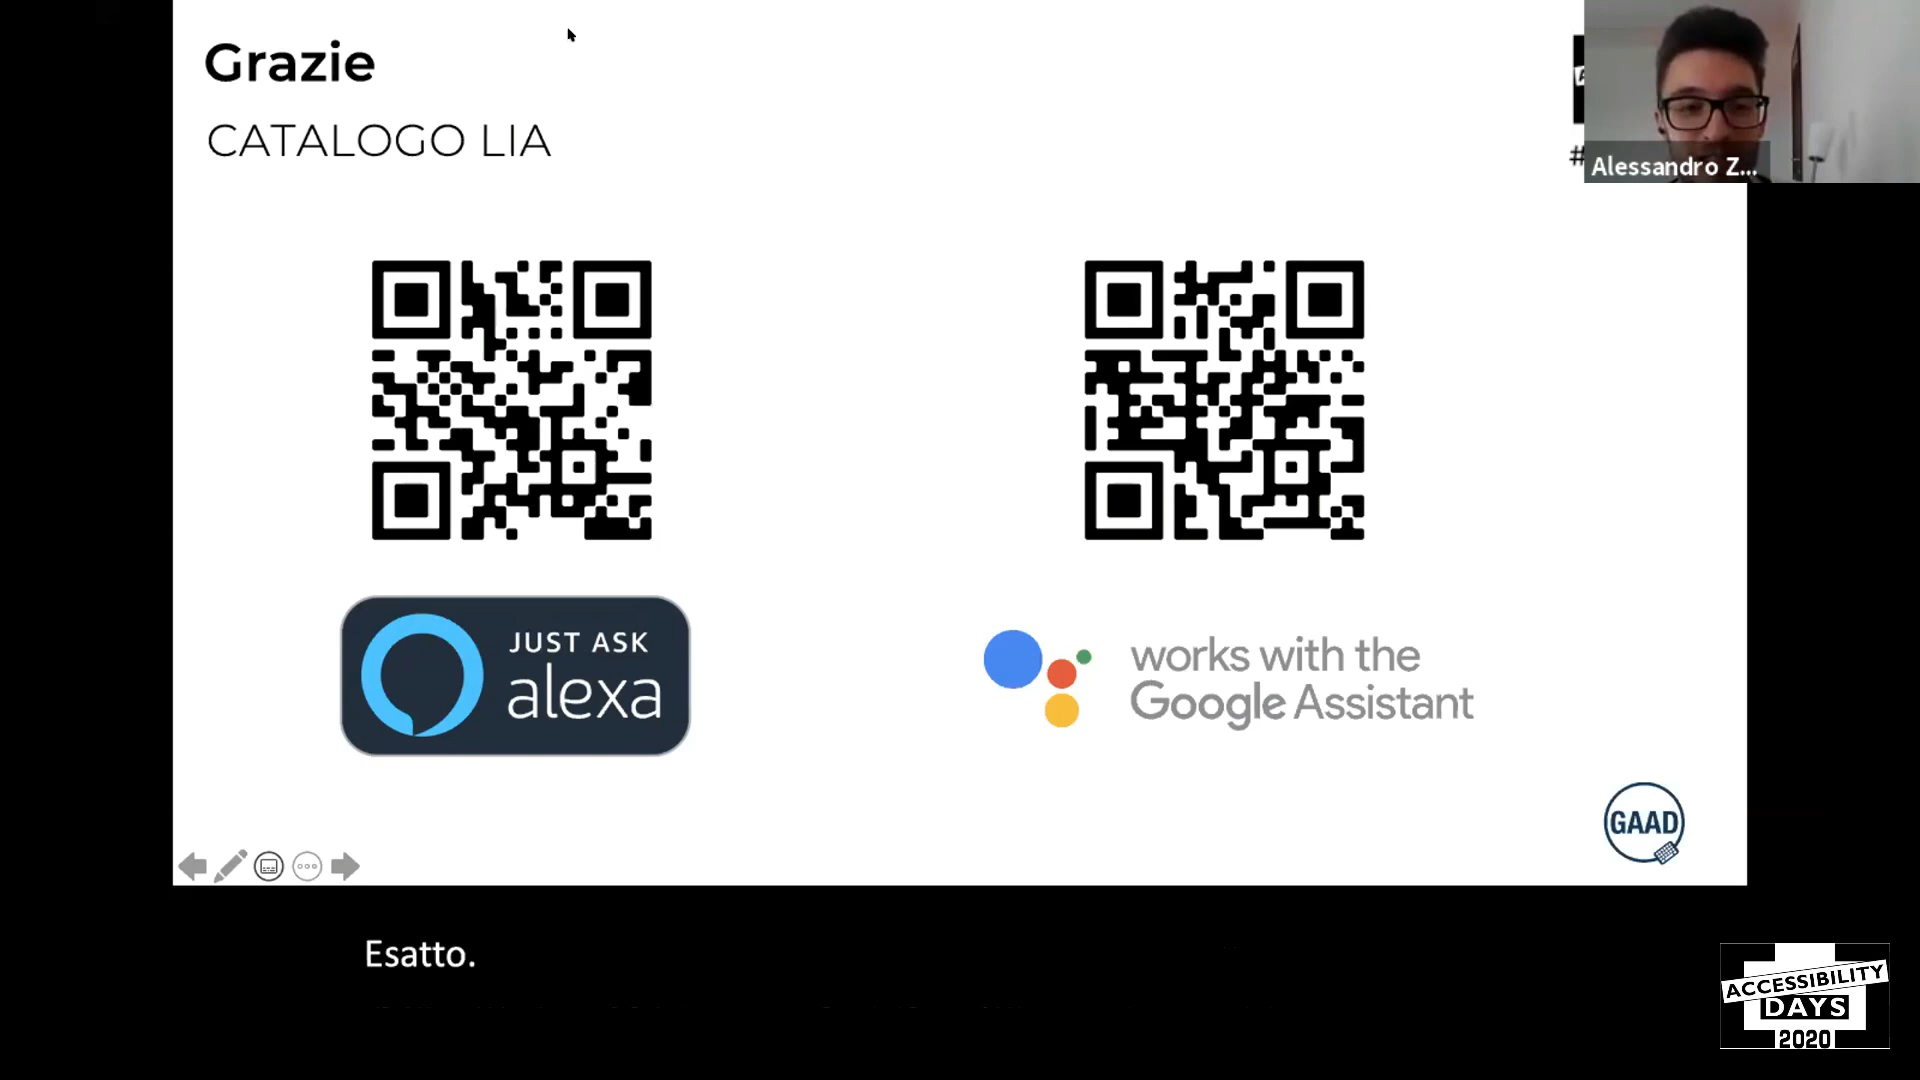 Grazie
CATALOGO LIA
#
Alessandro Z...
JUST ASK
alexa
works with the
Google Assistant
GAAD
Esatto.
ACCESSIBILITY
DAYS
2020